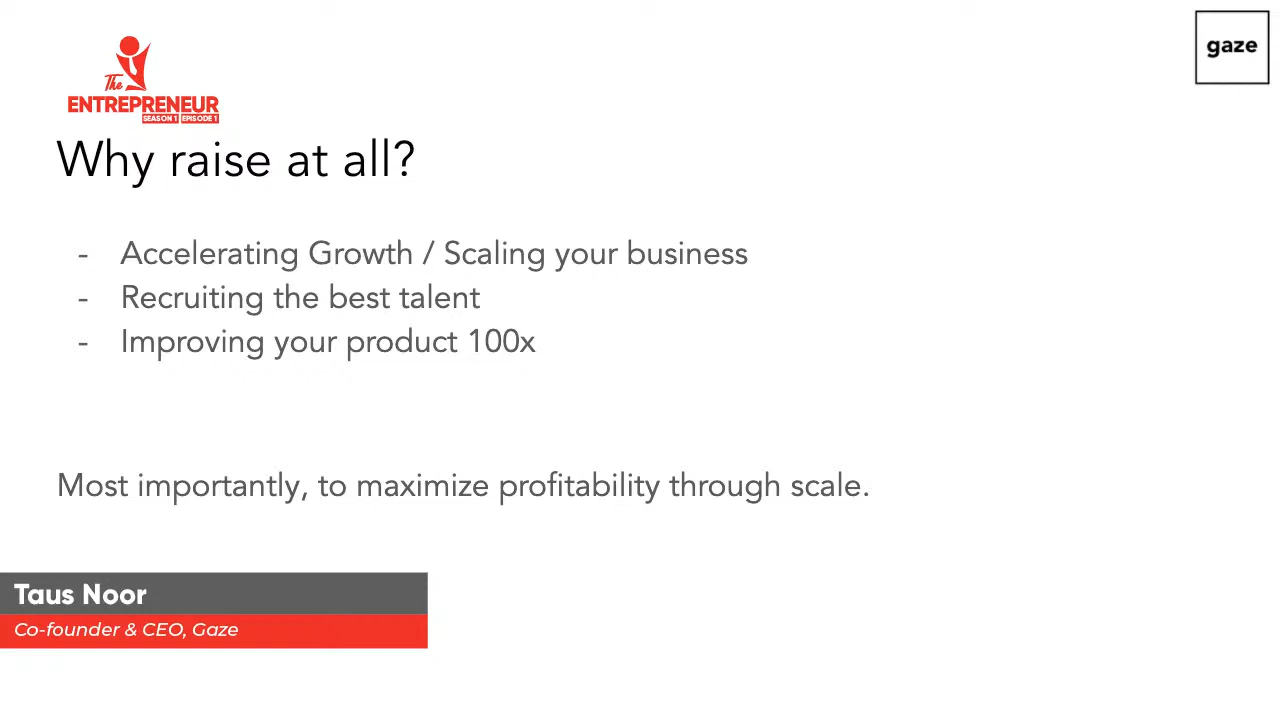 gaze
The
ENTREPRENEUR
SEASON 1 EPISODE 1
Why raise at all?
- Accelerating Growth / Scaling your business
- Recruiting the best talent
- Improving your product 100x
Most importantly, to maximize profitability through scale.
Taus Noor
Co-founder & CEO, Gaze